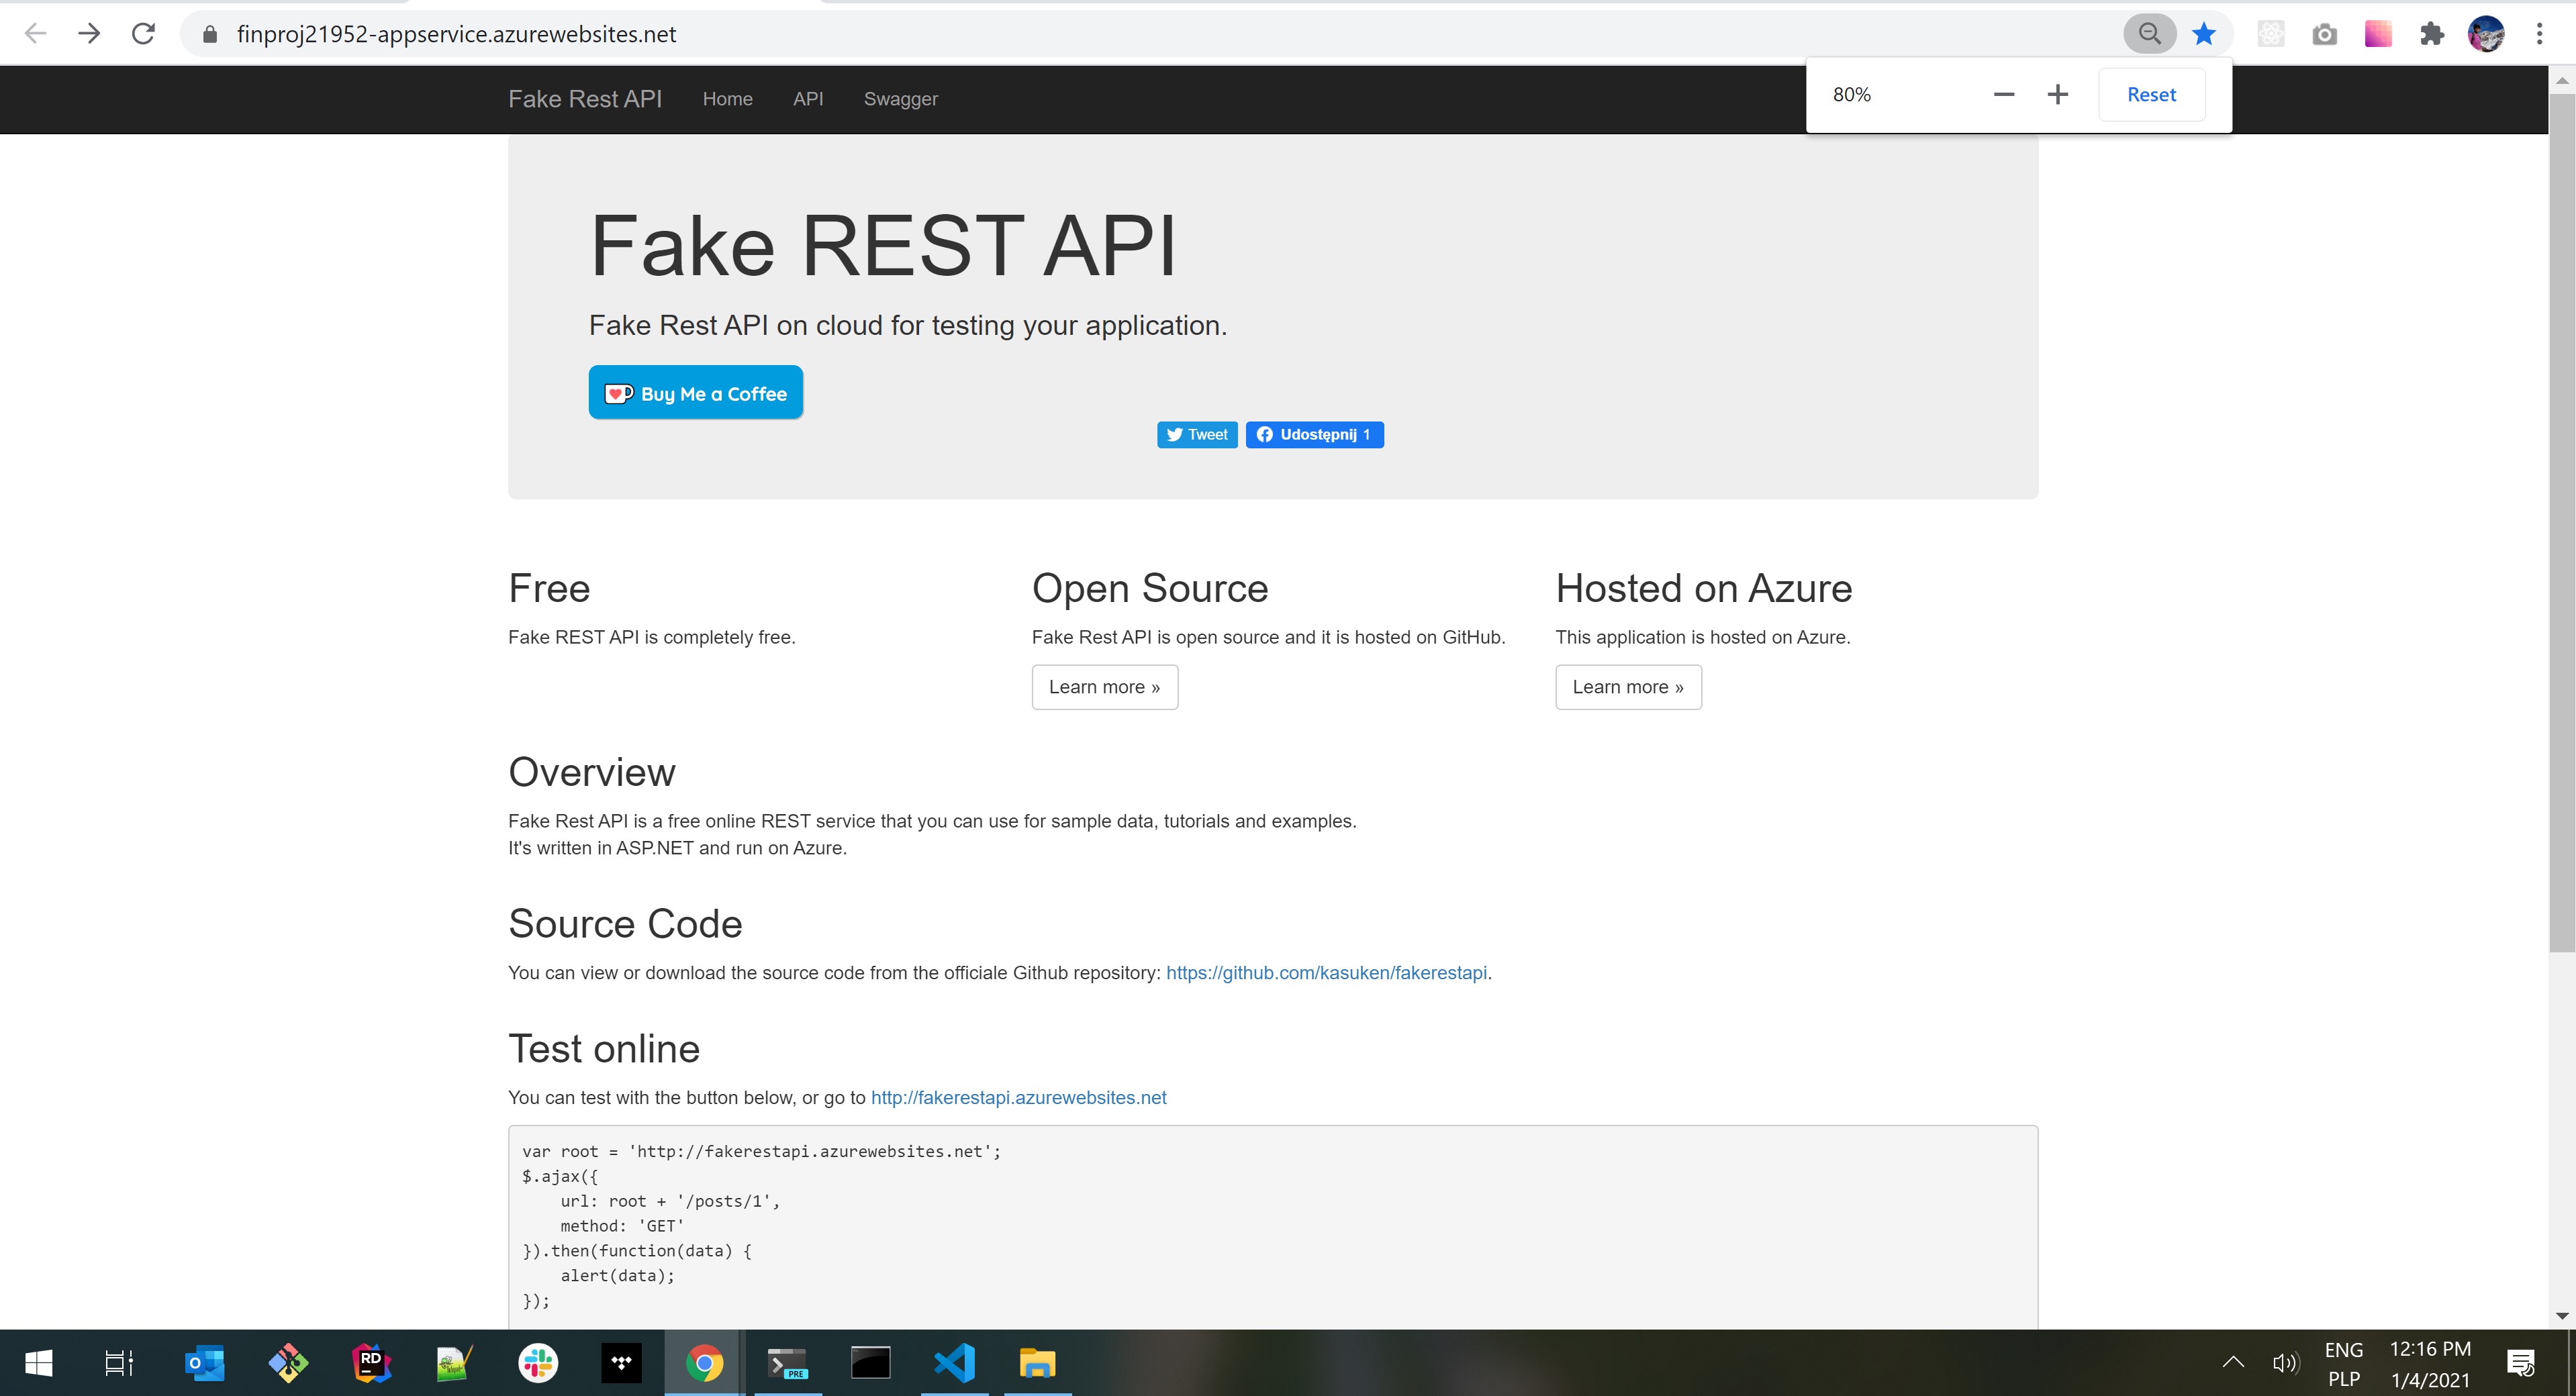 finproj21952-appservice.azurewebsites.net
80%
Reset
Fake Rest API Home API Swagger
Fake REST API
Fake Rest API on cloud for testing your application.
Buy Me a Coffee
Tweet Udostępnij 1
Free
Fake REST API is completely free.
Open Source
Fake Rest API is open source and it is hosted on GitHub.
Learn more »
Hosted on Azure
This application is hosted on Azure.
Learn more »
Overview
Fake Rest API is a free online REST service that you can use for sample data, tutorials and examples.
It's written in ASP.NET and run on Azure.
Source Code
You can view or download the source code from the officiale Github repository: https://github.com/kasuken/fakerestapi.
Test online
You can test with the button below, or go to http://fakerestapi.azurewebsites.net
var root = 'http://fakerestapi.azurewebsites.net';
$.ajax({
    url: root + '/posts/1',
    method: 'GET'
}).then(function(data) {
    alert(data);
});
RD
PRE
ENG
PLP
12:16 PM
1/4/2021